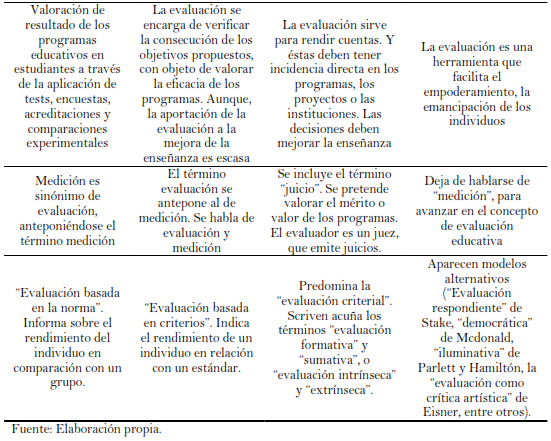 Valoración de
resultado de los
programas
educativos en
estudiantes a través
de la aplicación de
tests, encuestas,
acreditaciones y
comparaciones
experimentales
La evaluación se
encarga de verificar
la consecución de los
objetivos propuestos,
con objeto de valorar
la eficacia de los
programas. Aunque,
la aportación de la
evaluación a la
mejora de la
enseñanza es escasa
La evaluación sirve
para rendir cuentas. Y
éstas deben tener
incidencia directa en los
programas, los
proyectos o las
instituciones. Las
decisiones deben
mejorar la enseñanza
La evaluación es una
herramienta que
facilita el
empoderamiento, la
emancipación de los
individuos
Medición es
sinónimo de
evaluación,
anteponiéndose el
término medición
El término
evaluación se
antepone al de
medición. Se habla de
evaluación y
medición
Se incluye el término
“juicio”. Se pretende
valorar el mérito o
valor de los programas.
El evaluador es un juez,
que emite juicios.
Deja de hablarse de
“medición”, para
avanzar en el concepto
de evaluación
educativa
“Evaluación basada
en la norma”.
Informa sobre el
rendimiento del
individuo en
comparación con un
grupo.
“Evaluación basada
en criterios”. Indica
el rendimiento de un
individuo en relación
con un estándar.
Predomina la
“evaluación criterial”.
Scriven acuña los
términos “evaluación
formativa” y
“sumativa”, o
“evaluación intrínseca”
y “extrínseca”.
Aparecen modelos
alternativos
(“Evaluación
respondiente” de
Stake, “democrática”
de Mcdonald,
“iluminativa” de
Parlett y Hamiltón, la
“evaluación como
crítica artística” de
Eisner, entre otros).
Fuente: Elaboración propia.